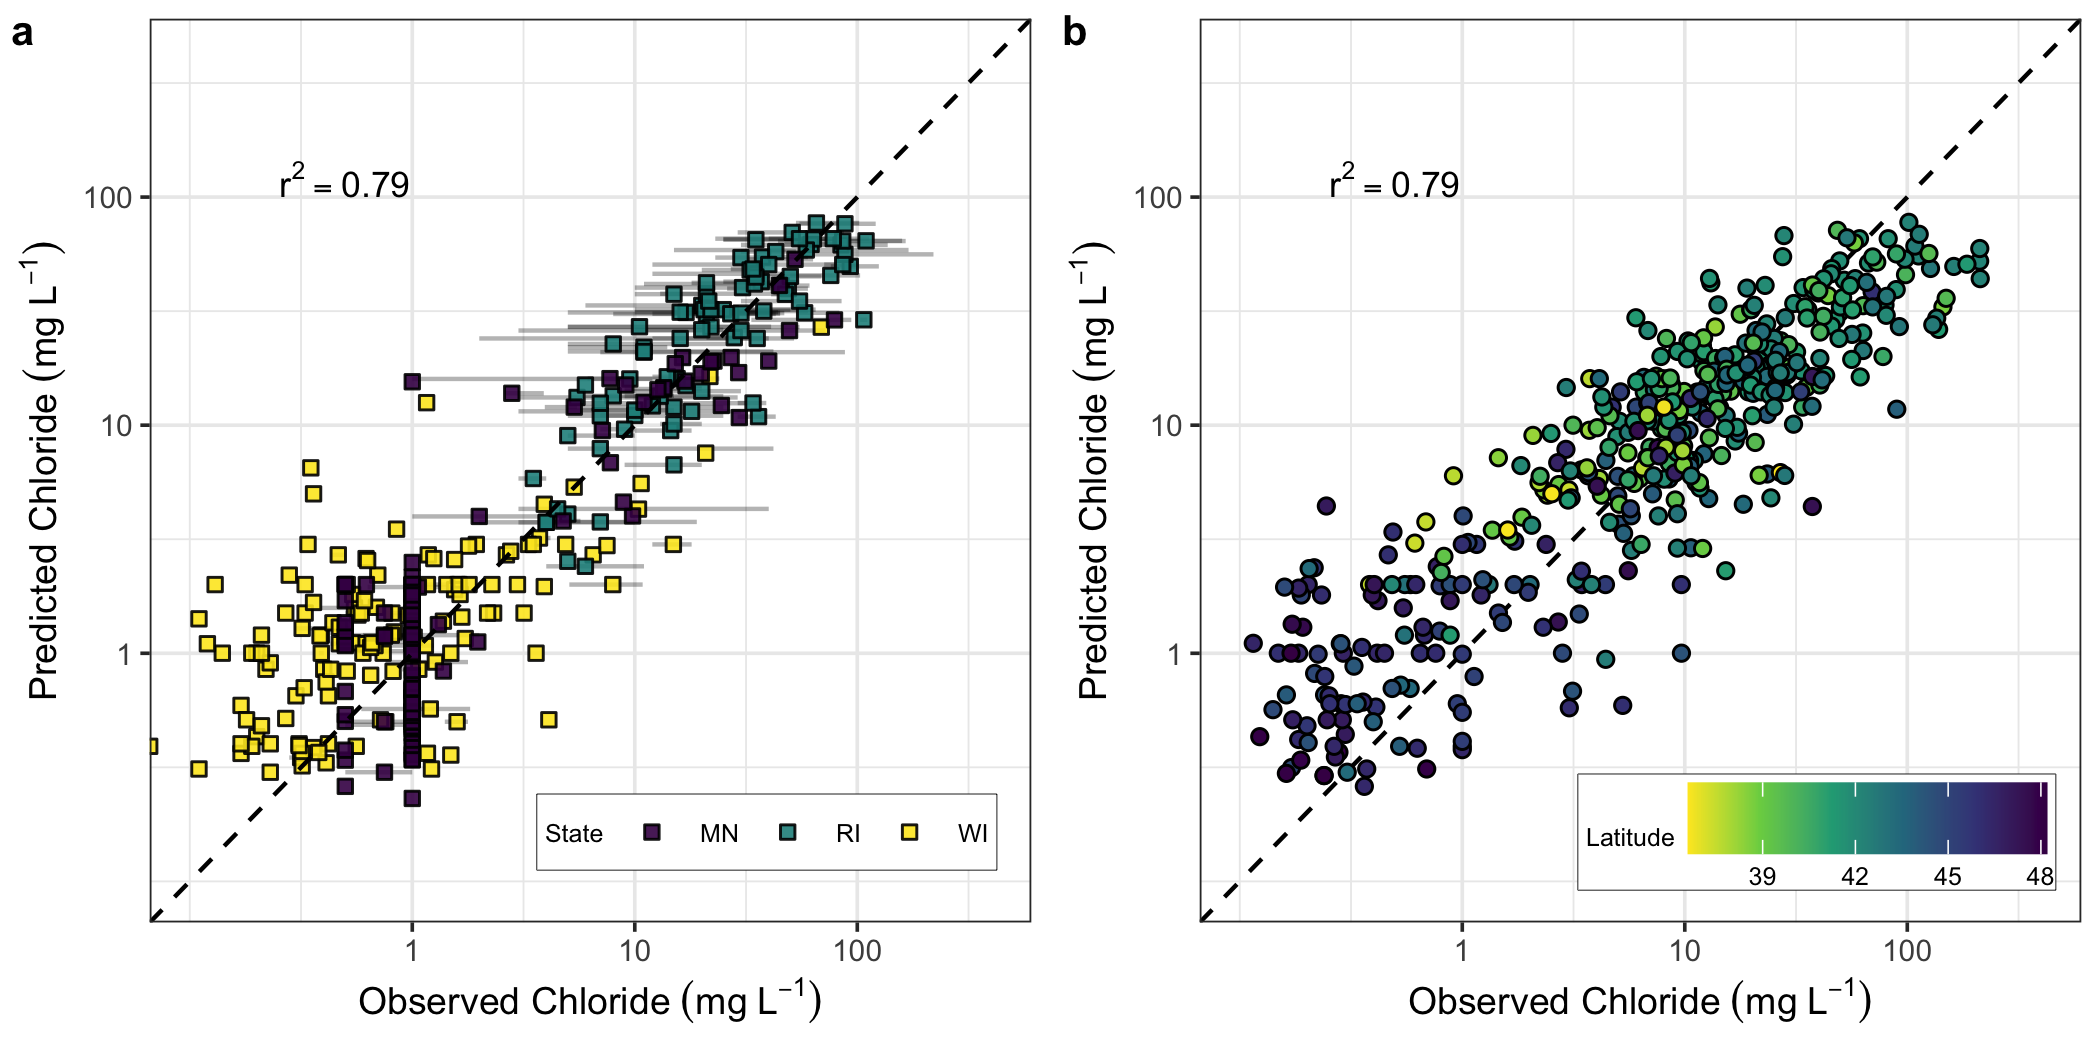 a
r² = 0.79
100
10
1
Predicted Chloride (mg L⁻¹)
State MN RI WI
1 10 100
Observed Chloride (mg L⁻¹)
b
r² = 0.79
100
10
1
Predicted Chloride (mg L⁻¹)
Latitude
39 42 45 48
1 10 100
Observed Chloride (mg L⁻¹)